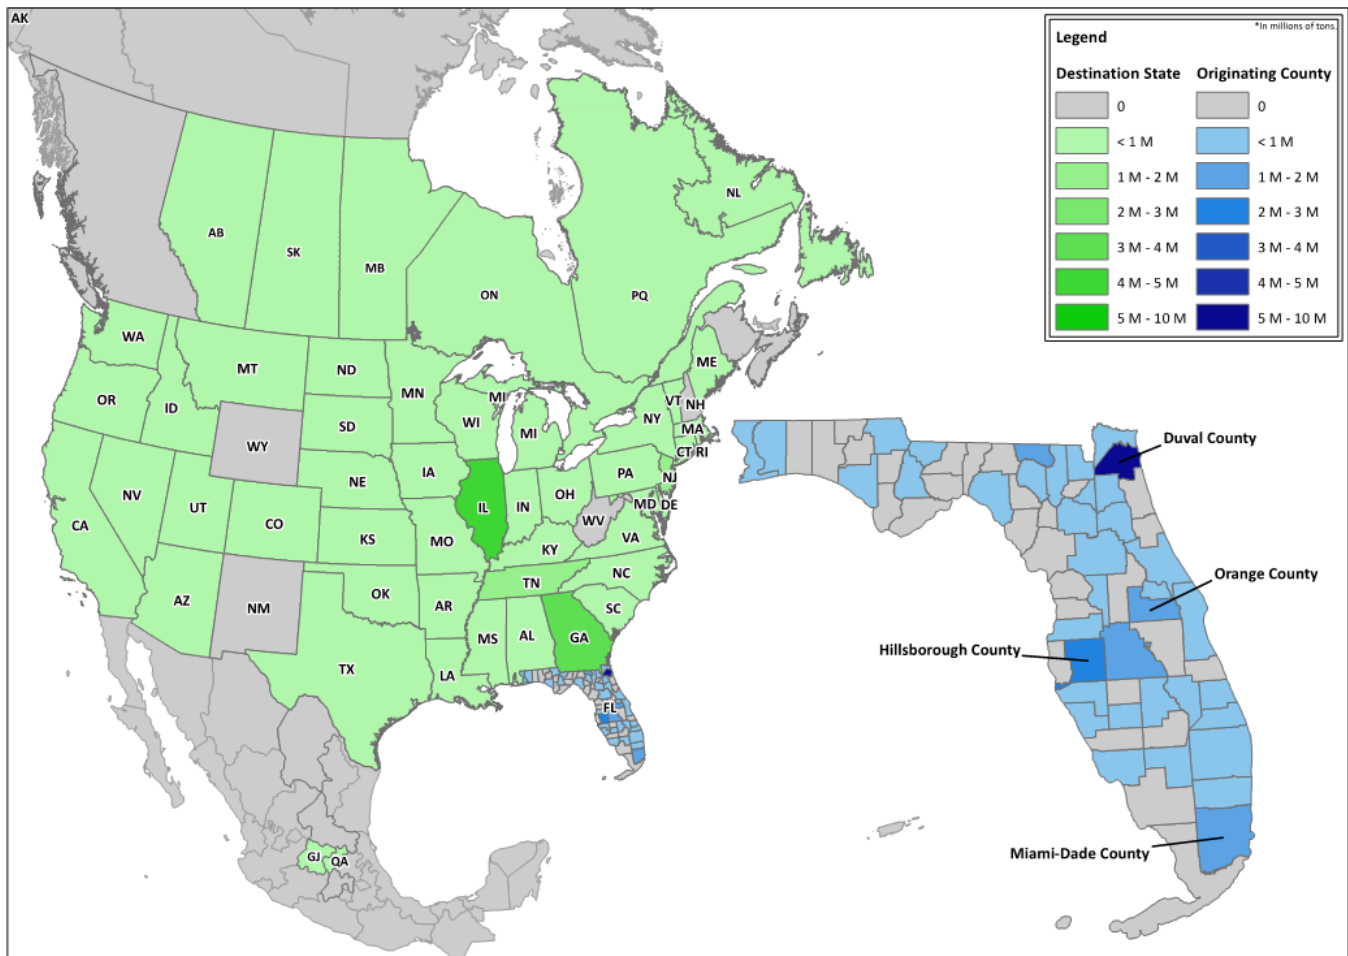 AK
*In millions of tons.
Legend
Destination State Originating County
0 0
< 1 M < 1 M
1 M - 2 M 1 M - 2 M
2 M - 3 M 2 M - 3 M
3 M - 4 M 3 M - 4 M
4 M - 5 M 4 M - 5 M
5 M - 10 M 5 M - 10 M
NL
AB
SK
MB
ON
PQ
WA
MT
ND
MN
ME
OR
ID
SD
WI
MI
MI
NY
VT
NH
MA
CT RI
WY
IA
NE
PA
NJ
NV
UT
CO
IL
IN
OH
MD
DE
CA
KS
MO
WV
VA
KY
AZ
NM
OK
AR
TN
NC
SC
MS
AL
GA
TX
LA
FL
GJ
QA
Duval County
Orange County
Hillsborough County
Miami-Dade County